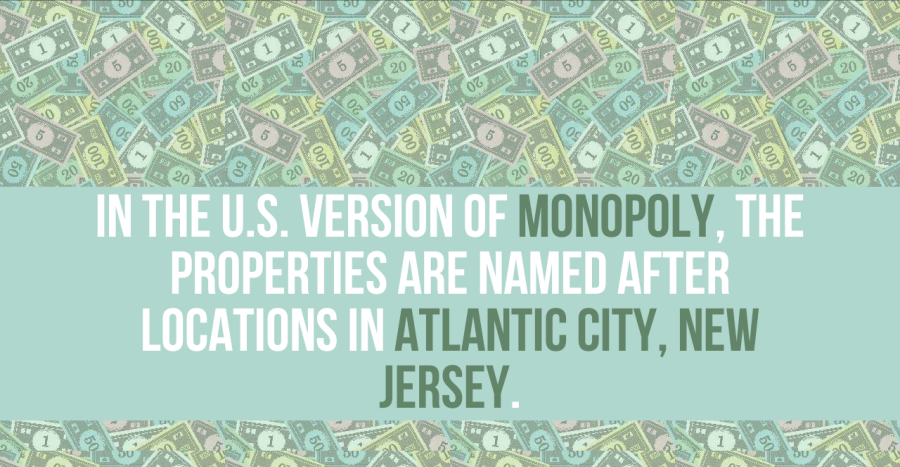 IN THE U.S. VERSION OF MONOPOLY, THE
PROPERTIES ARE NAMED AFTER
LOCATIONS IN ATLANTIC CITY, NEW
JERSEY.